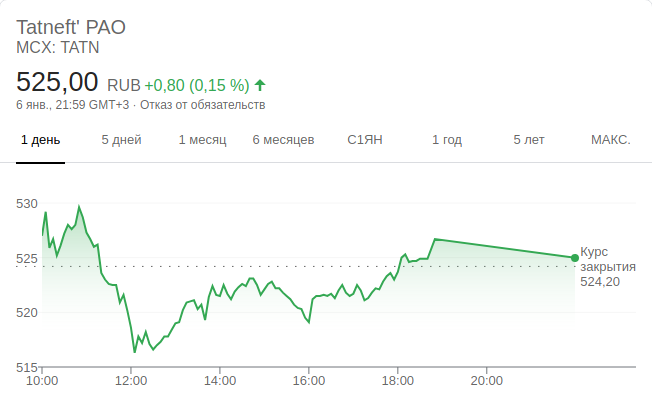 Tatneft' PAO
MCX: TATN
525,00 RUB +0,80 (0,15 %)
6 янв., 21:59 GMT+3 · Отказ от обязательств
1 день 5 дней 1 месяц 6 месяцев С1ЯН 1 год 5 лет МАКС.
530
525
520
515
Курс
закрытия
524,20
10:00 12:00 14:00 16:00 18:00 20:00